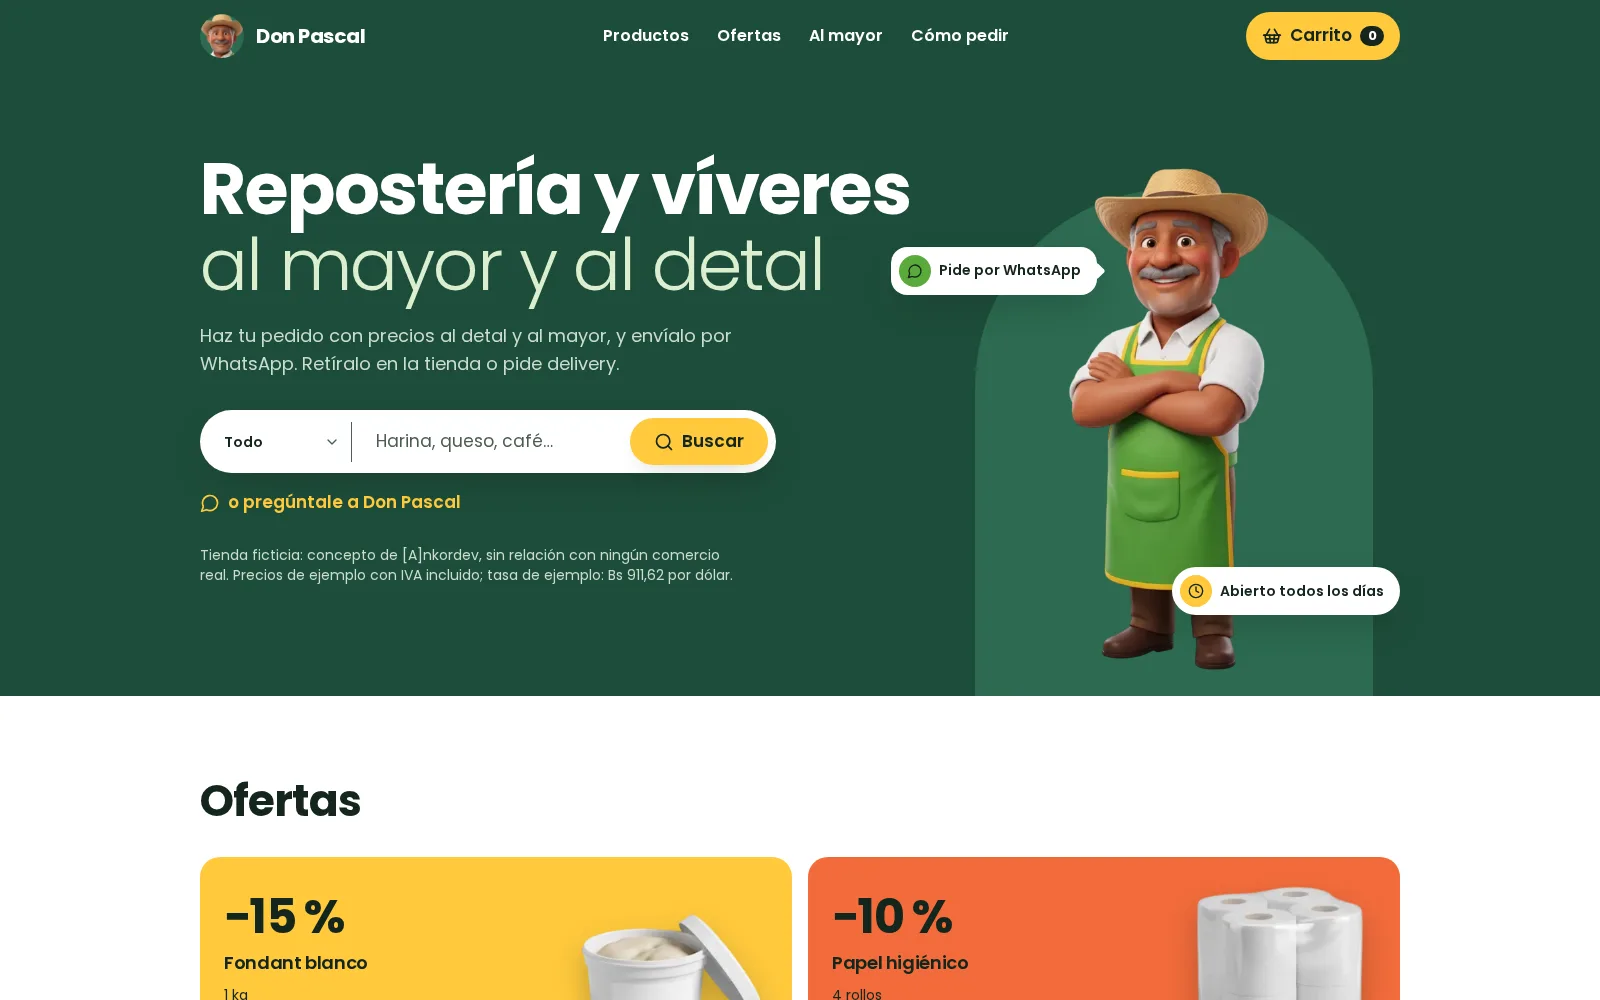 Don Pascal
Productos
Ofertas
Al mayor
Cómo pedir
Carrito 0
Repostería y víveres
al mayor y al detal
Haz tu pedido con precios al detal y al mayor, y envíalo por
WhatsApp. Retíralo en la tienda o pide delivery.
Todo
Harina, queso, café...
Buscar
o pregúntale a Don Pascal
Tienda ficticia: concepto de [A]nkordev, sin relación con ningún comercio
real. Precios de ejemplo con IVA incluido; tasa de ejemplo: Bs 911,62 por dólar.
Pide por WhatsApp
Abierto todos los días
Ofertas
-15 %
Fondant blanco
1 kg
-10 %
Papel higiénico
4 rollos